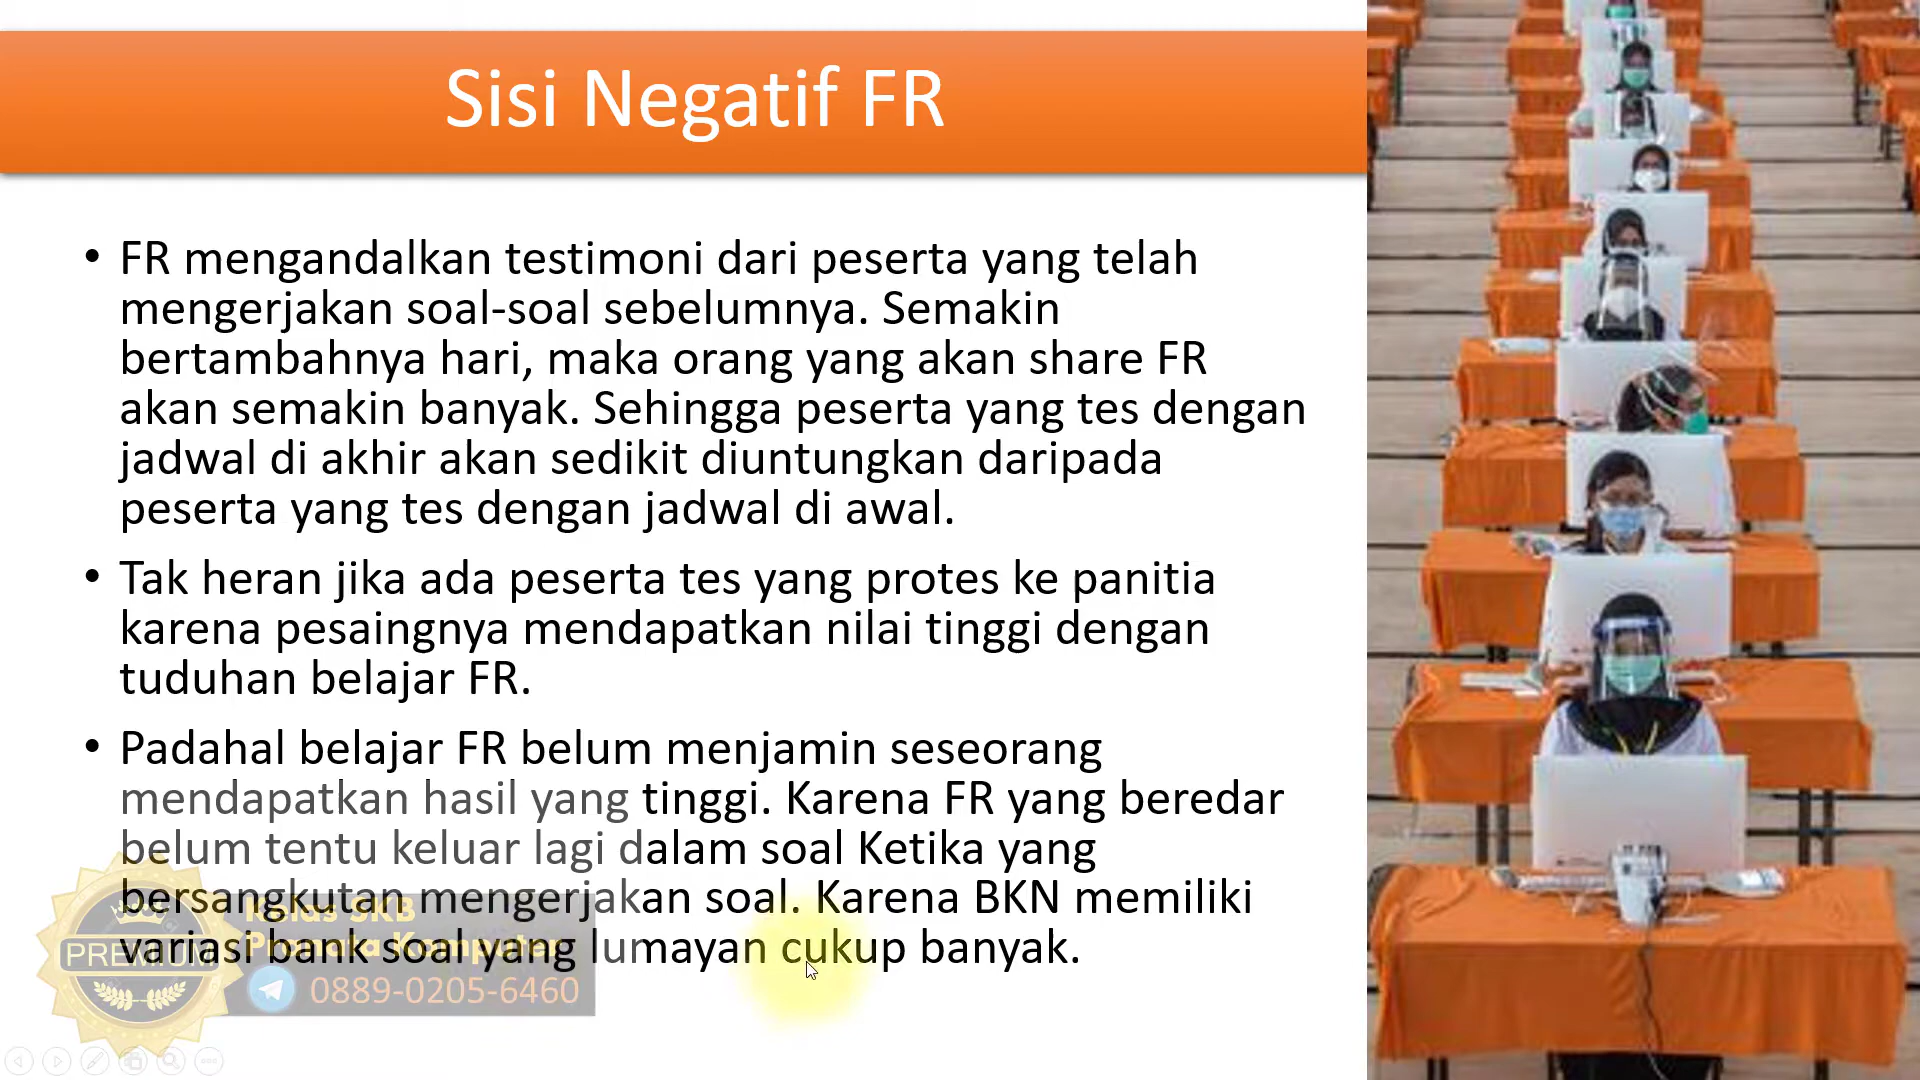 Sisi Negatif FR
• FR mengandalkan testimoni dari peserta yang telah
mengerjakan soal-soal sebelumnya. Semakin
bertambahnya hari, maka orang yang akan share FR
akan semakin banyak. Sehingga peserta yang tes dengan
jadwal di akhir akan sedikit diuntungkan daripada
peserta yang tes dengan jadwal di awal.
• Tak heran jika ada peserta tes yang protes ke panitia
karena pesaingnya mendapatkan nilai tinggi dengan
tuduhan belajar FR.
• Padahal belajar FR belum menjamin seseorang
mendapatkan hasil yang tinggi. Karena FR yang beredar
belum tentu keluar lagi dalam soal Ketika yang
bersangkutan mengerjakan soal. Karena BKN memiliki
variasi bank soal yang lumayan cukup banyak.
PREMIUM
Kelas SKB
Pranata Komputer
0889-0205-6460